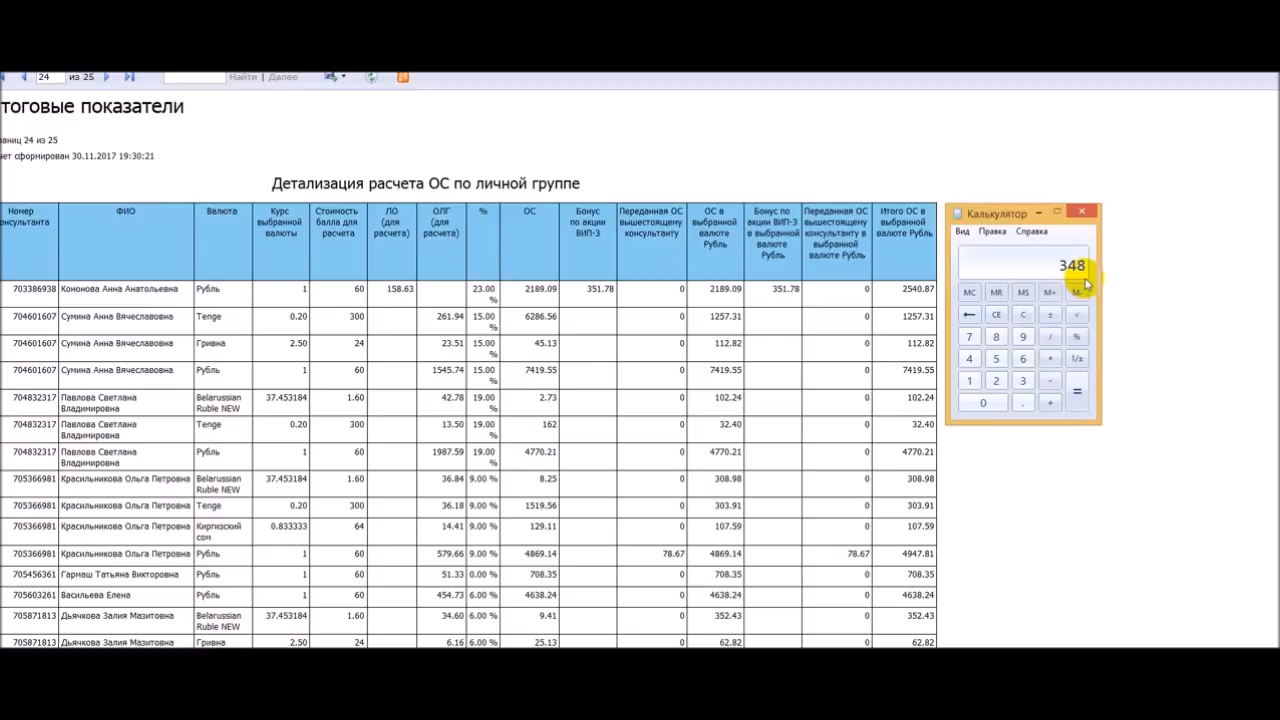 24 из 25 Найти | Далее
тоговые показатели
раниц 24 из 25
чет сформирован 30.11.2017 19:30:21
Детализация расчета ОС по личной группе
Номер консультанта ФИО Валюта Курс выбранной валюты Стоимость балла для расчета ЛО (для расчета) ОЛГ (для расчета) % ОС Бонус по акции ВИП-3 Переданная ОС вышестоящему консультанту ОС в выбранной валюте Рубль Бонус по акции ВИП-3 в выбранной валюте Рубль Переданная ОС вышестоящему консультанту в выбранной валюте Рубль Итого ОС в выбранной валюте Рубль
703386938 Кононова Анна Анатольевна Рубль 1 60 158.63 23.00 % 2189.09 351.78 0 2189.09 351.78 0 2540.87
704601607 Сумина Анна Вячеславовна Tenge 0.20 300 261.94 15.00 % 6286.56 0 1257.31 0 1257.31
704601607 Сумина Анна Вячеславовна Гривна 2.50 24 23.51 15.00 % 45.13 0 112.82 0 112.82
704601607 Сумина Анна Вячеславовна Рубль 1 60 1545.74 15.00 % 7419.55 0 7419.55 0 7419.55
704832317 Павлова Светлана Владимировна Belarussian Ruble NEW 37.453184 1.60 42.78 19.00 % 2.73 0 102.24 0 102.24
704832317 Павлова Светлана Владимировна Tenge 0.20 300 13.50 19.00 % 162 0 32.40 0 32.40
704832317 Павлова Светлана Владимировна Рубль 1 60 1987.59 19.00 % 4770.21 0 4770.21 0 4770.21
705366981 Красильникова Ольга Петровна Belarussian Ruble NEW 37.453184 1.60 36.84 9.00 % 8.25 0 308.98 0 308.98
705366981 Красильникова Ольга Петровна Tenge 0.20 300 36.18 9.00 % 1519.56 0 303.91 0 303.91
705366981 Красильникова Ольга Петровна Киргизский сом 0.833333 64 14.41 9.00 % 129.11 0 107.59 0 107.59
705366981 Красильникова Ольга Петровна Рубль 1 60 579.66 9.00 % 4869.14 78.67 4869.14 78.67 4947.81
705456361 Гармаш Татьяна Викторовна Рубль 1 60 51.33 0.00 % 708.35 0 708.35 0 708.35
705603261 Васильева Елена Рубль 1 60 454.73 6.00 % 4638.24 0 4638.24 0 4638.24
705871813 Дьячкова Залия Мазитовна Belarussian Ruble NEW 37.453184 1.60 34.60 6.00 % 9.41 0 352.43 0 352.43
705871813 Дьячкова Залия Мазитовна Гривна 2.50 24 6.16 6.00 % 25.13 0 62.82 0 62.82
Калькулятор
Вид Правка Справка
348
MC MR MS M+ M-
← CE C ± √
7 8 9 / %
4 5 6 * 1/x
1 2 3 - =
0 , +